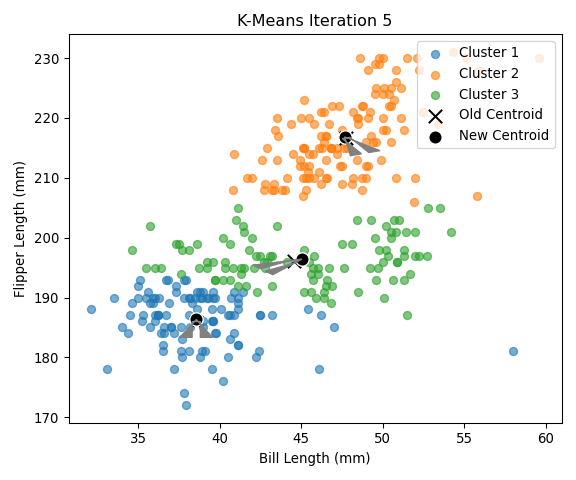 K-Means Iteration 5
Cluster 1
Cluster 2
Cluster 3
Old Centroid
New Centroid
Flipper Length (mm)
230
220
210
200
190
180
170
35
40
45
50
55
60
Bill Length (mm)